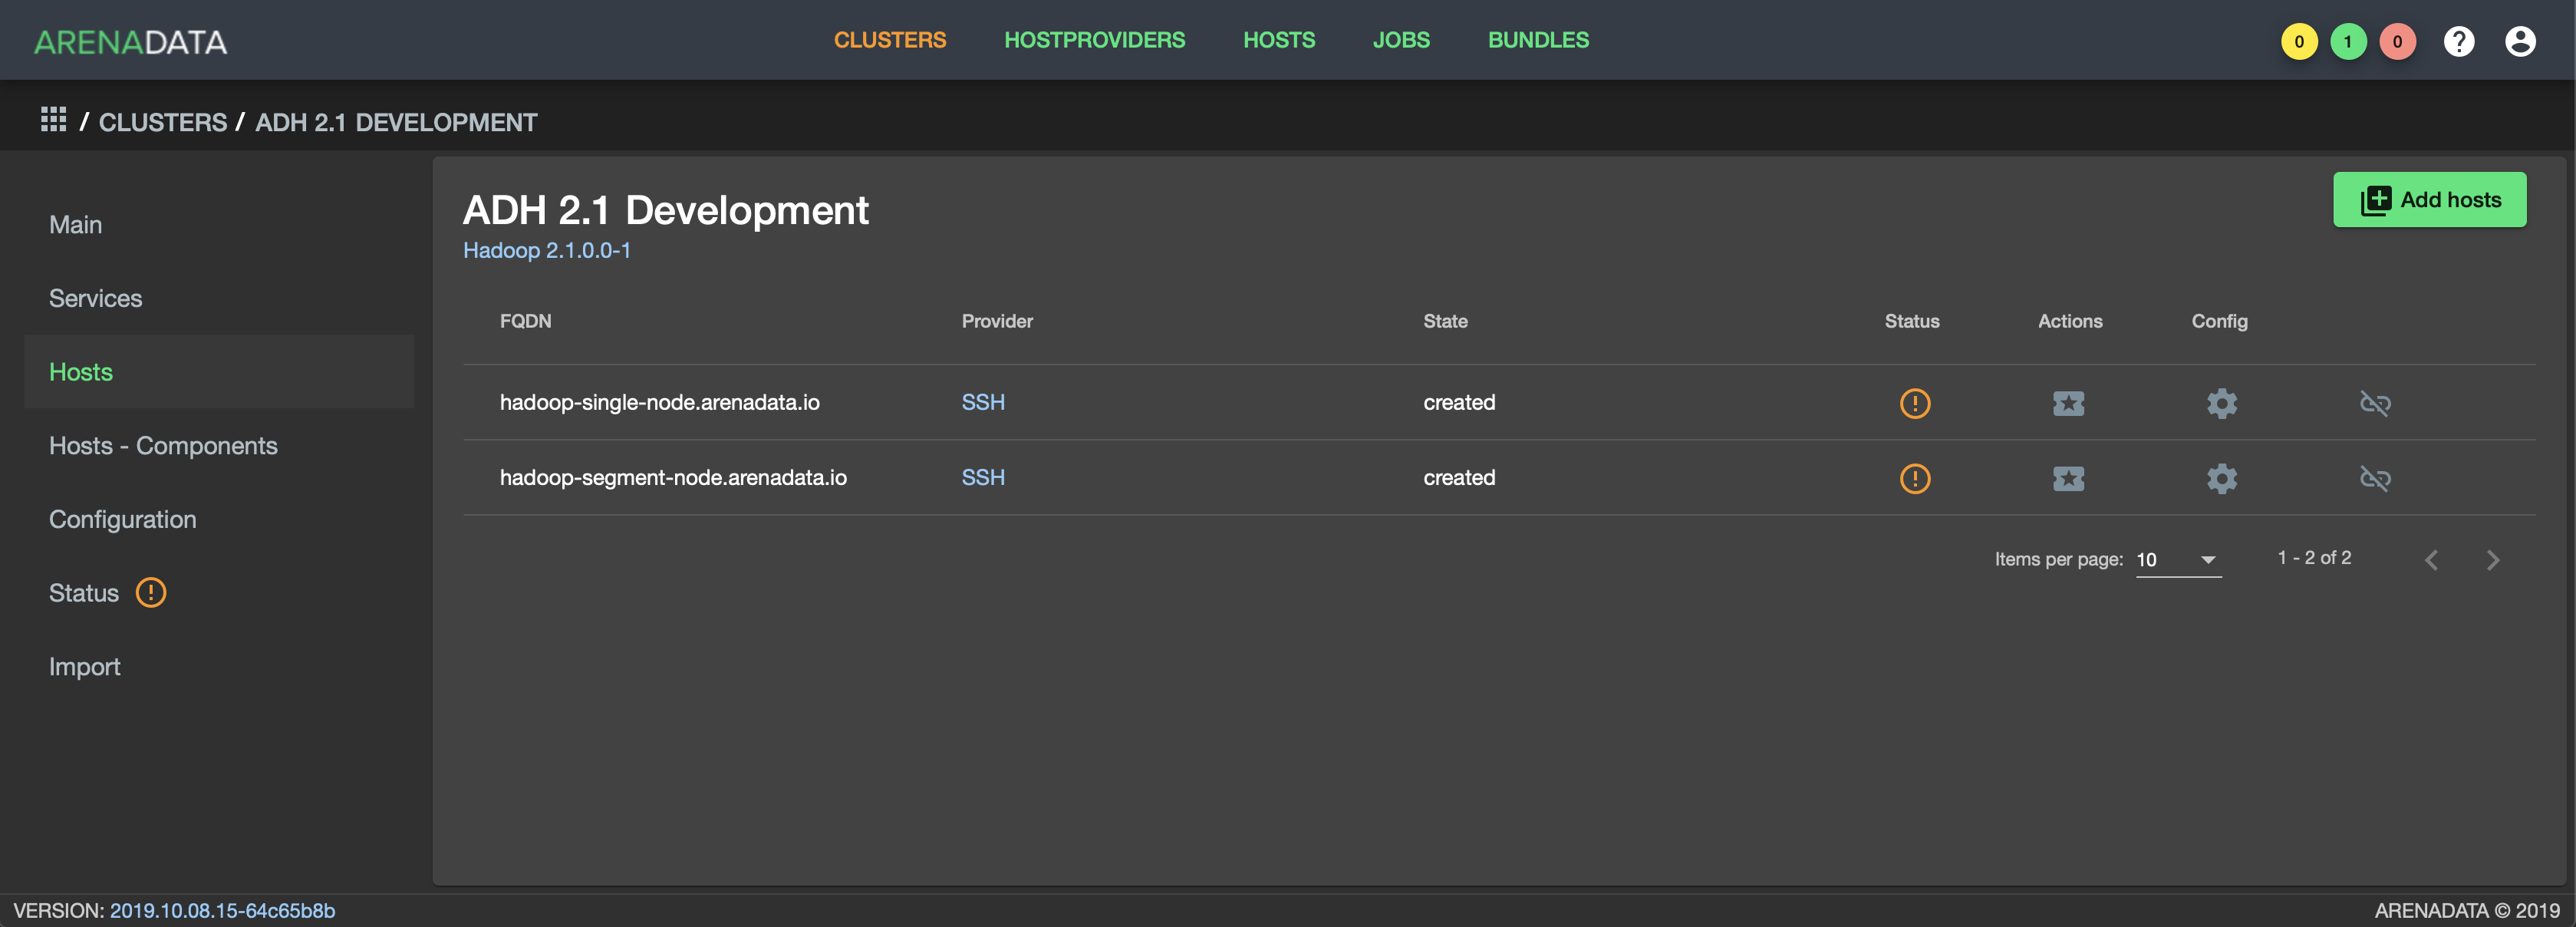 ARENADATA CLUSTERS HOSTPROVIDERS HOSTS JOBS BUNDLES 0 1 0 ?
/ CLUSTERS / ADH 2.1 DEVELOPMENT
Main
Services
Hosts
Hosts - Components
Configuration
Status !
Import
ADH 2.1 Development
Add hosts
Hadoop 2.1.0.0-1
FQDN Provider State Status Actions Config
hadoop-single-node.arenadata.io SSH created !
hadoop-segment-node.arenadata.io SSH created !
Items per page: 10 1 - 2 of 2
VERSION: 2019.10.08.15-64c65b8b ARENADATA © 2019